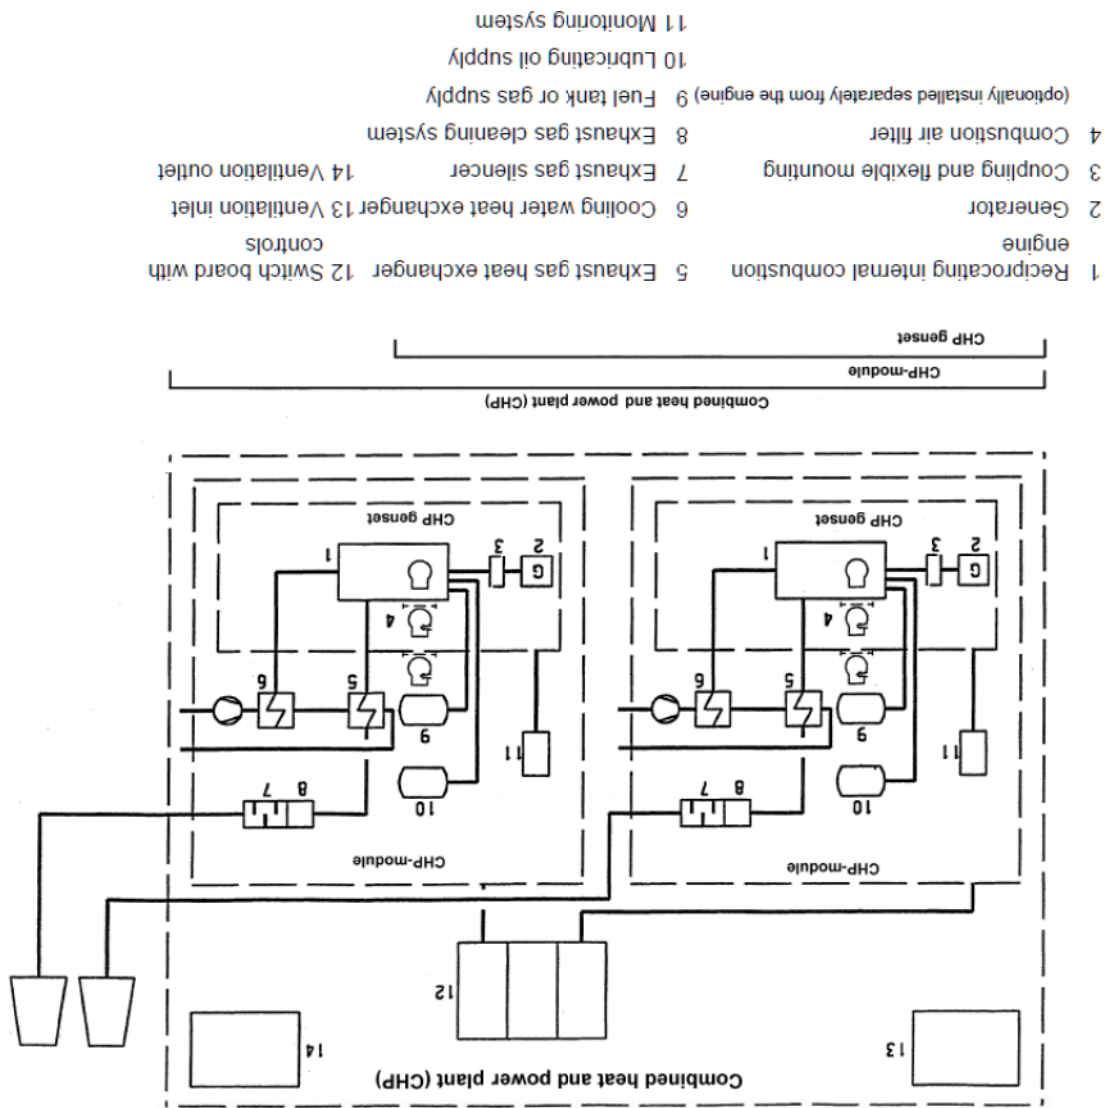 Combined heat and power plant (CHP)
13
14
12
CHP-module
CHP-module
10
8 7
10
8 7
11
9
11
9
5 6
5 6
4
4
G
G
2 3 1
2 3 1
CHP genset
CHP genset
Combined heat and power plant (CHP)
CHP-module
CHP genset
1 Reciprocating internal combustion engine
5 Exhaust gas heat exchanger
12 Switch board with controls
2 Generator
6 Cooling water heat exchanger
13 Ventilation inlet
3 Coupling and flexible mounting
7 Exhaust gas silencer
14 Ventilation outlet
4 Combustion air filter
8 Exhaust gas cleaning system
(optionally installed separately from the engine)
9 Fuel tank or gas supply
10 Lubricating oil supply
11 Monitoring system